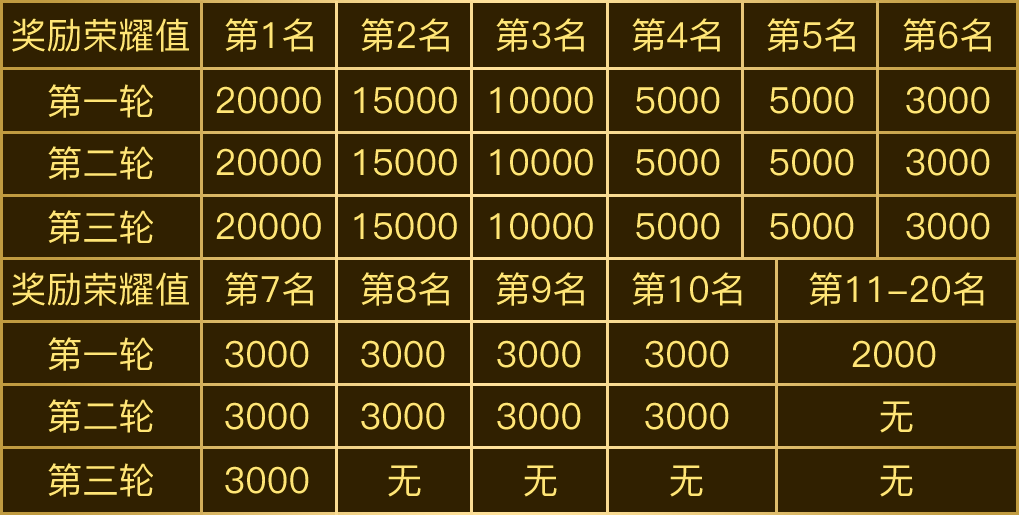 奖励荣耀值 第1名 第2名 第3名 第4名 第5名 第6名
第一轮 20000 15000 10000 5000 5000 3000
第二轮 20000 15000 10000 5000 5000 3000
第三轮 20000 15000 10000 5000 5000 3000
奖励荣耀值 第7名 第8名 第9名 第10名 第11-20名
第一轮 3000 3000 3000 3000 2000
第二轮 3000 3000 3000 3000 无
第三轮 3000 无 无 无 无